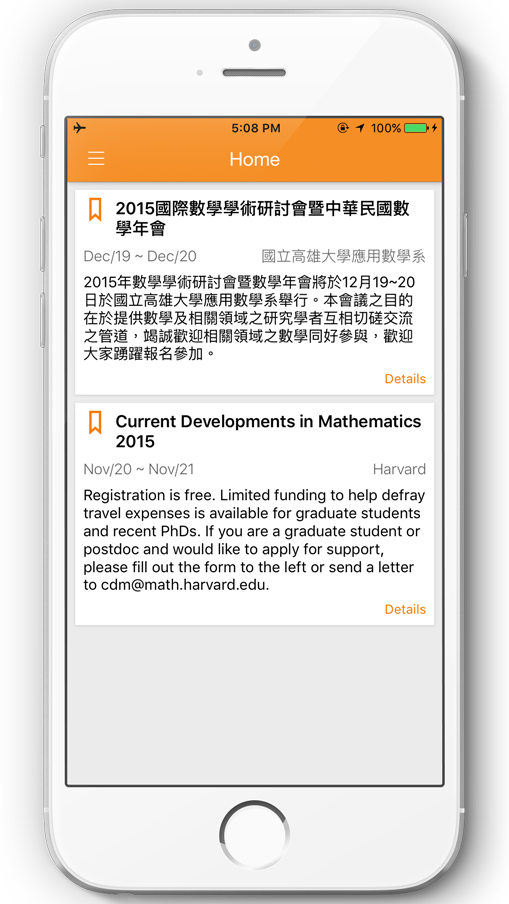 5:08 PM
100%
Home
2015國際數學學術研討會暨中華民國數
學年會
Dec/19 ~ Dec/20
國立高雄大學應用數學系
2015年數學學術研討會暨數學年會將於12月19~20
日於國立高雄大學應用數學系舉行。本會議之目的
在於提供數學及相關領域之研究學者互相切磋交流
之管道，竭誠歡迎相關領域之數學同好參與，歡迎
大家踴躍報名參加。
Details
Current Developments in Mathematics
2015
Nov/20 ~ Nov/21
Harvard
Registration is free. Limited funding to help defray
travel expenses is available for graduate students
and recent PhDs. If you are a graduate student or
postdoc and would like to apply for support,
please fill out the form to the left or send a letter
to cdm@math.harvard.edu.
Details